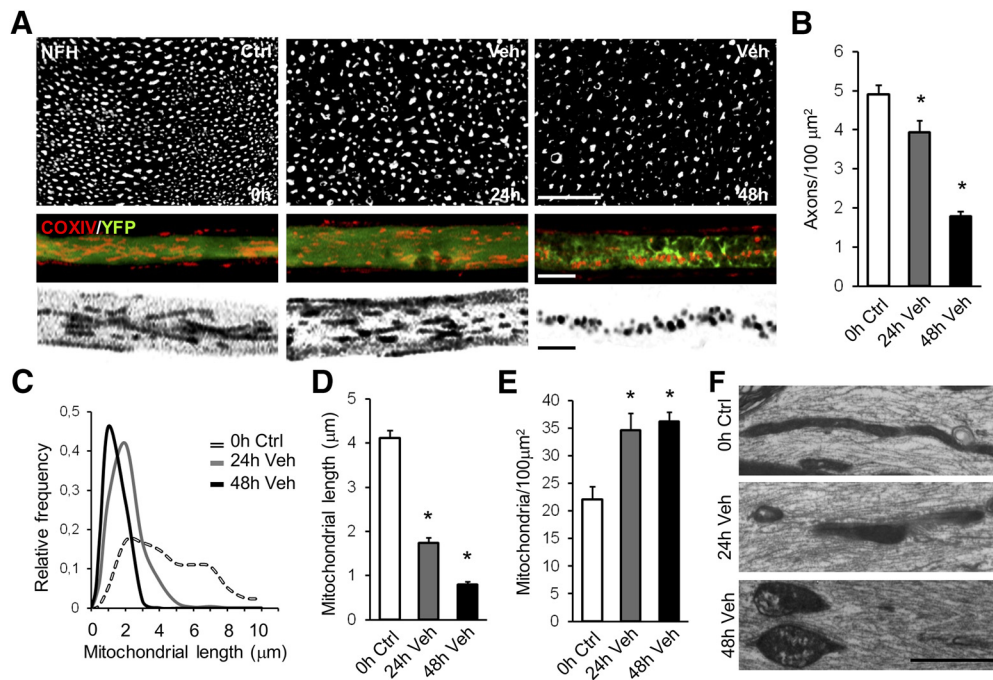 A
NFH
Ctrl
0h
Veh
24h
Veh
48h
COXIV/YFP
B
Axons/100 μm²
6
5
4
3
2
1
0
0h Ctrl
24h Veh
*
48h Veh
*
C
Relative frequency
0,5
0,4
0,3
0,2
0,1
0
0h Ctrl
24h Veh
48h Veh
0 2 4 6 8 10
Mitochondrial length (μm)
D
Mitochondrial length (μm)
5
4
3
2
1
0
*
*
0h Ctrl
24h Veh
48h Veh
E
Mitochondria/100μm²
40
35
30
25
20
15
10
5
0
*
*
0h Ctrl
24h Veh
48h Veh
F
0h Ctrl
24h Veh
48h Veh